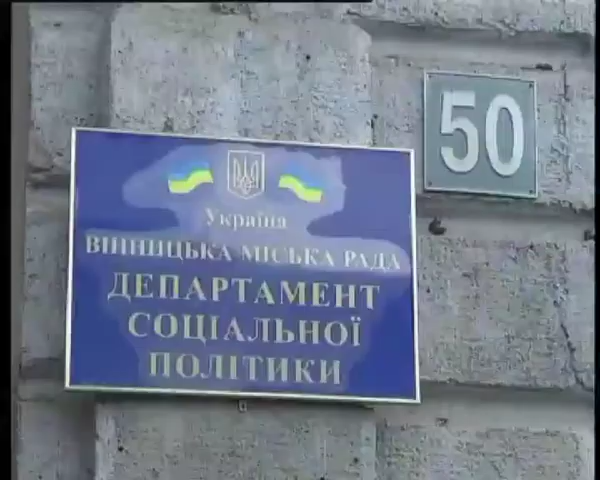 50
Україна
ВІННИЦЬКА МІСЬКА РАДА
ДЕПАРТАМЕНТ
СОЦІАЛЬНОЇ
ПОЛІТИКИ